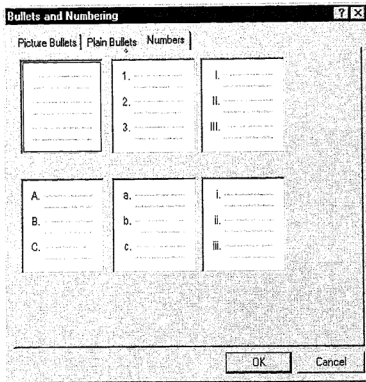 Bullets and Numbering ? X
Picture Bullets Plain Bullets Numbers
1. I.
2. II.
3. III.
A. a. i.
B. b. ii.
C. c. iii.
OK Cancel